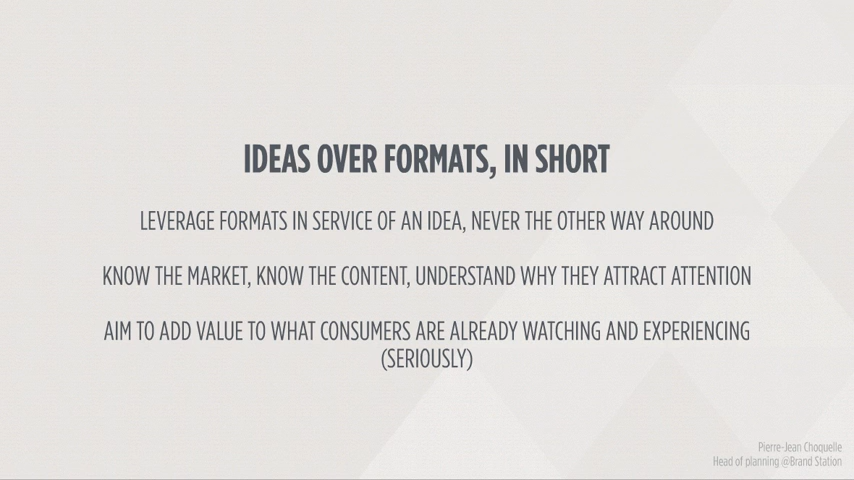 IDEAS OVER FORMATS, IN SHORT
LEVERAGE FORMATS IN SERVICE OF AN IDEA, NEVER THE OTHER WAY AROUND
KNOW THE MARKET, KNOW THE CONTENT, UNDERSTAND WHY THEY ATTRACT ATTENTION
AIM TO ADD VALUE TO WHAT CONSUMERS ARE ALREADY WATCHING AND EXPERIENCING
(SERIOUSLY)
Pierre-Jean Choquelle
Head of planning @Brand Station